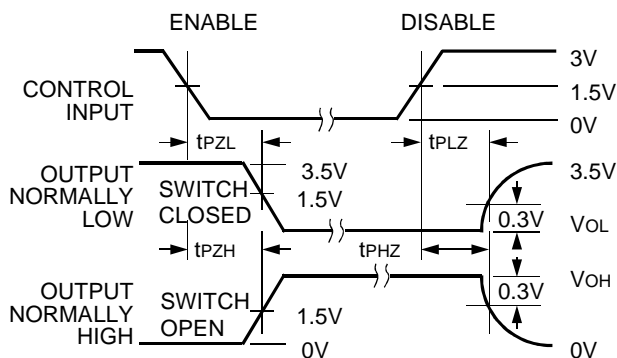 ENABLE DISABLE
3V
CONTROL
INPUT
1.5V
0V
tPZL tPLZ
OUTPUT
NORMALLY
LOW
SWITCH
CLOSED
3.5V
1.5V
3.5V
0.3V VOL
tPZH tPHZ
VOH
0.3V
OUTPUT
NORMALLY
HIGH
SWITCH
OPEN
1.5V
0V
0V